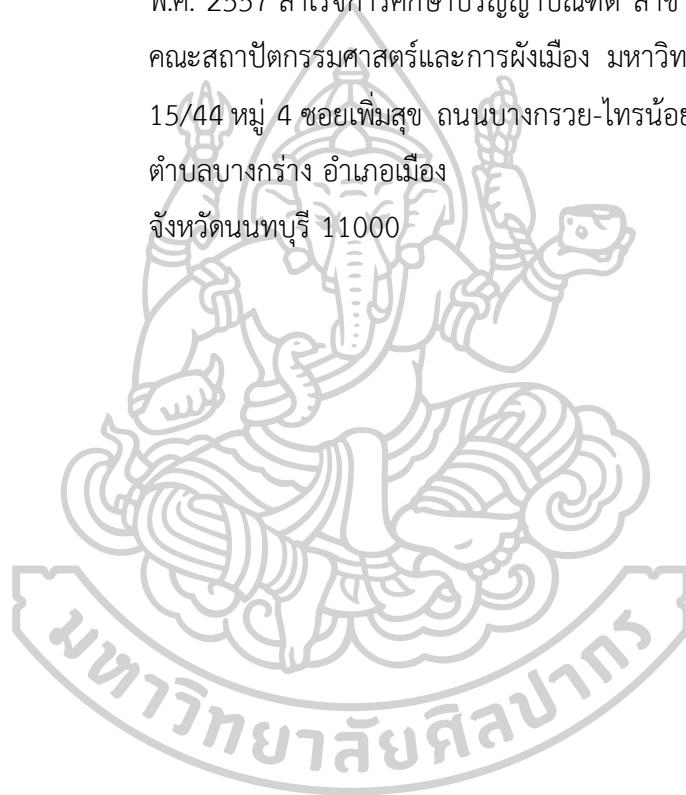 พ.ศ. 2557 สำเร็จการศึกษาปริญญาบัณฑิต สาข
คณะสถาปัตกรรมศาสตร์และการผังเมือง มหาวิท
15/44 หมู่ 4 ซอยเพิ่มสุข ถนนบางกรวย-ไทรน้อย
ตำบลบางกร่าง อำเภอเมือง
จังหวัดนนทบุรี 11000
มหาวิทยาลัยศิลปากร